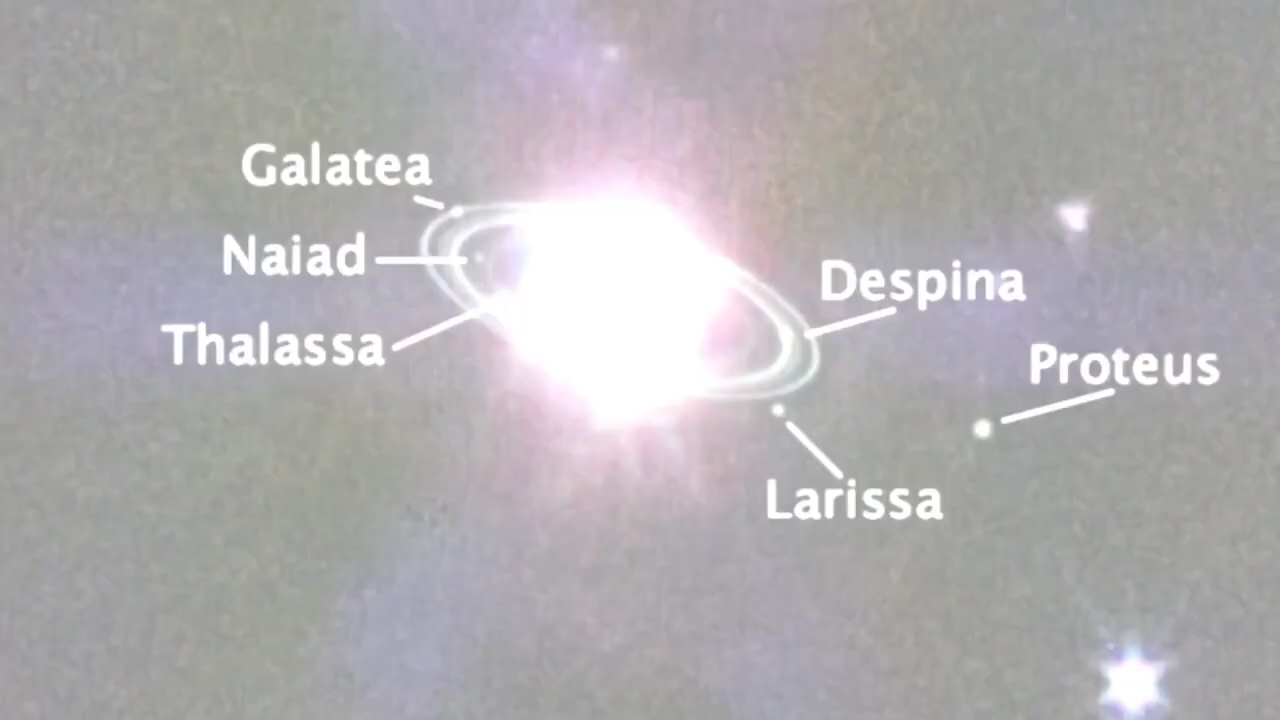 Galatea
Naiad
Despina
Thalassa
Proteus
Larissa